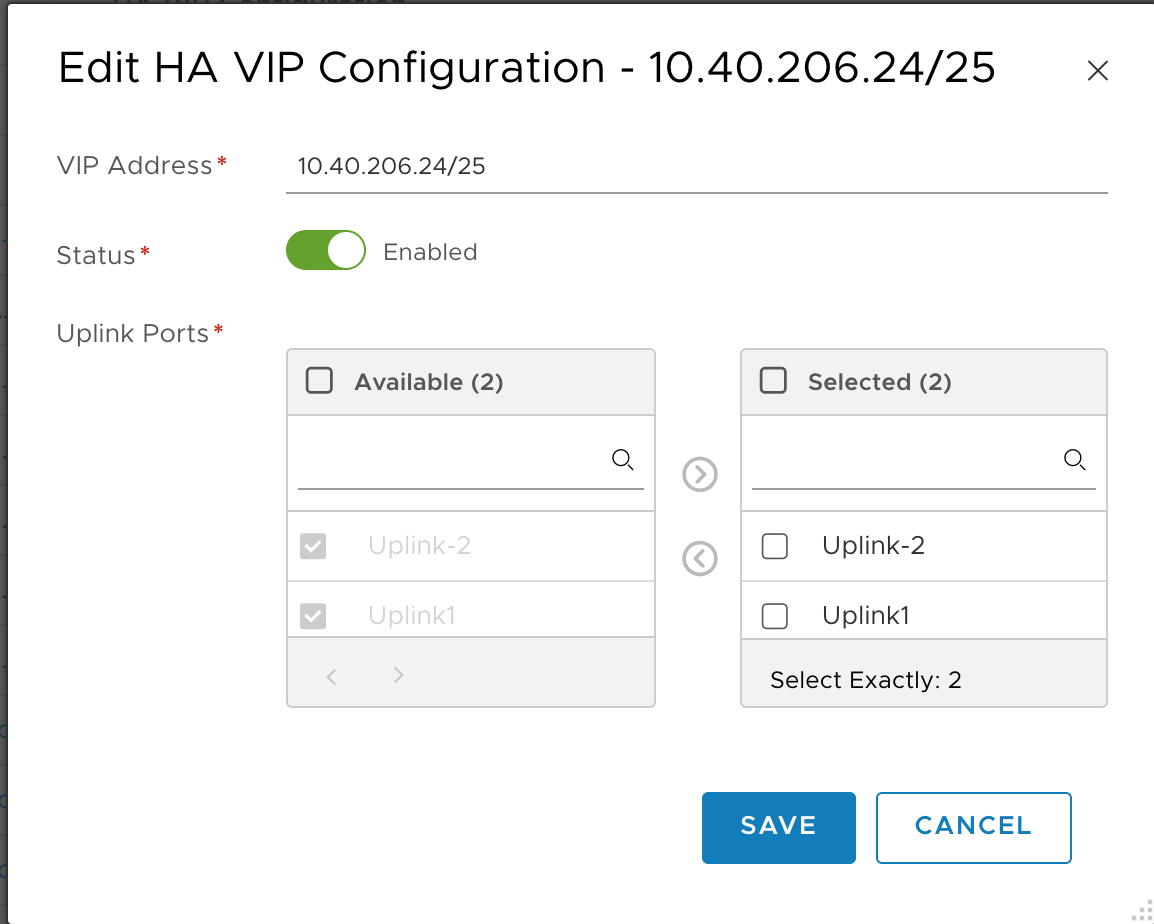 Edit HA VIP Configuration - 10.40.206.24/25
VIP Address*
10.40.206.24/25
Status*
Enabled
Uplink Ports*
Available (2)
Selected (2)
Uplink-2
Uplink-2
Uplink1
Uplink1
Select Exactly: 2
SAVE
CANCEL